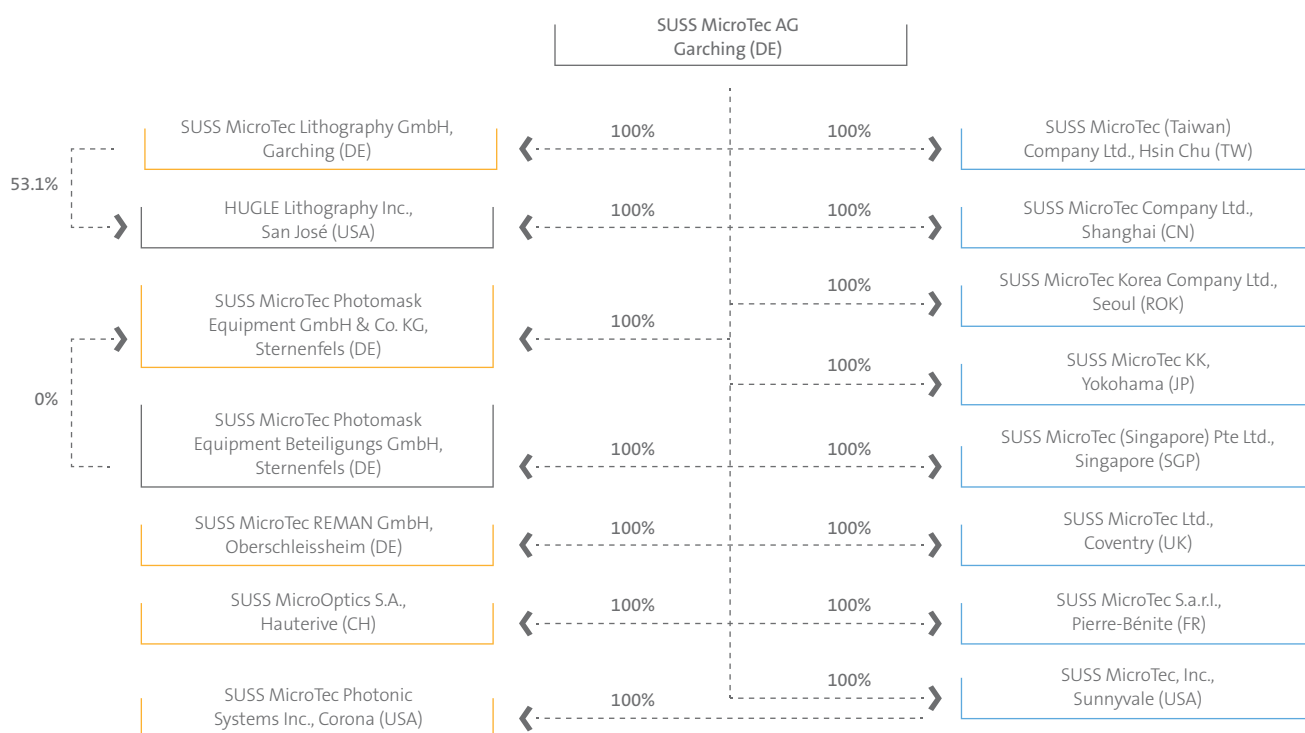 SUSS MicroTec AG
Garching (DE)
SUSS MicroTec Lithography GmbH,
Garching (DE)
100%
100%
SUSS MicroTec (Taiwan)
Company Ltd., Hsin Chu (TW)
53.1%
HUGLE Lithography Inc.,
San José (USA)
100%
100%
SUSS MicroTec Company Ltd.,
Shanghai (CN)
SUSS MicroTec Photomask
Equipment GmbH & Co. KG,
Sternenfels (DE)
100%
100%
SUSS MicroTec Korea Company Ltd.,
Seoul (ROK)
100%
SUSS MicroTec KK,
Yokohama (JP)
0%
SUSS MicroTec Photomask
Equipment Beteiligungs GmbH,
Sternenfels (DE)
100%
100%
SUSS MicroTec (Singapore) Pte Ltd.,
Singapore (SGP)
SUSS MicroTec REMAN GmbH,
Oberschleissheim (DE)
100%
100%
SUSS MicroTec Ltd.,
Coventry (UK)
SUSS MicroOptics S.A.,
Hauterive (CH)
100%
100%
SUSS MicroTec S.a.r.l.,
Pierre-Bénite (FR)
SUSS MicroTec Photonic
Systems Inc., Corona (USA)
100%
100%
SUSS MicroTec, Inc.,
Sunnyvale (USA)